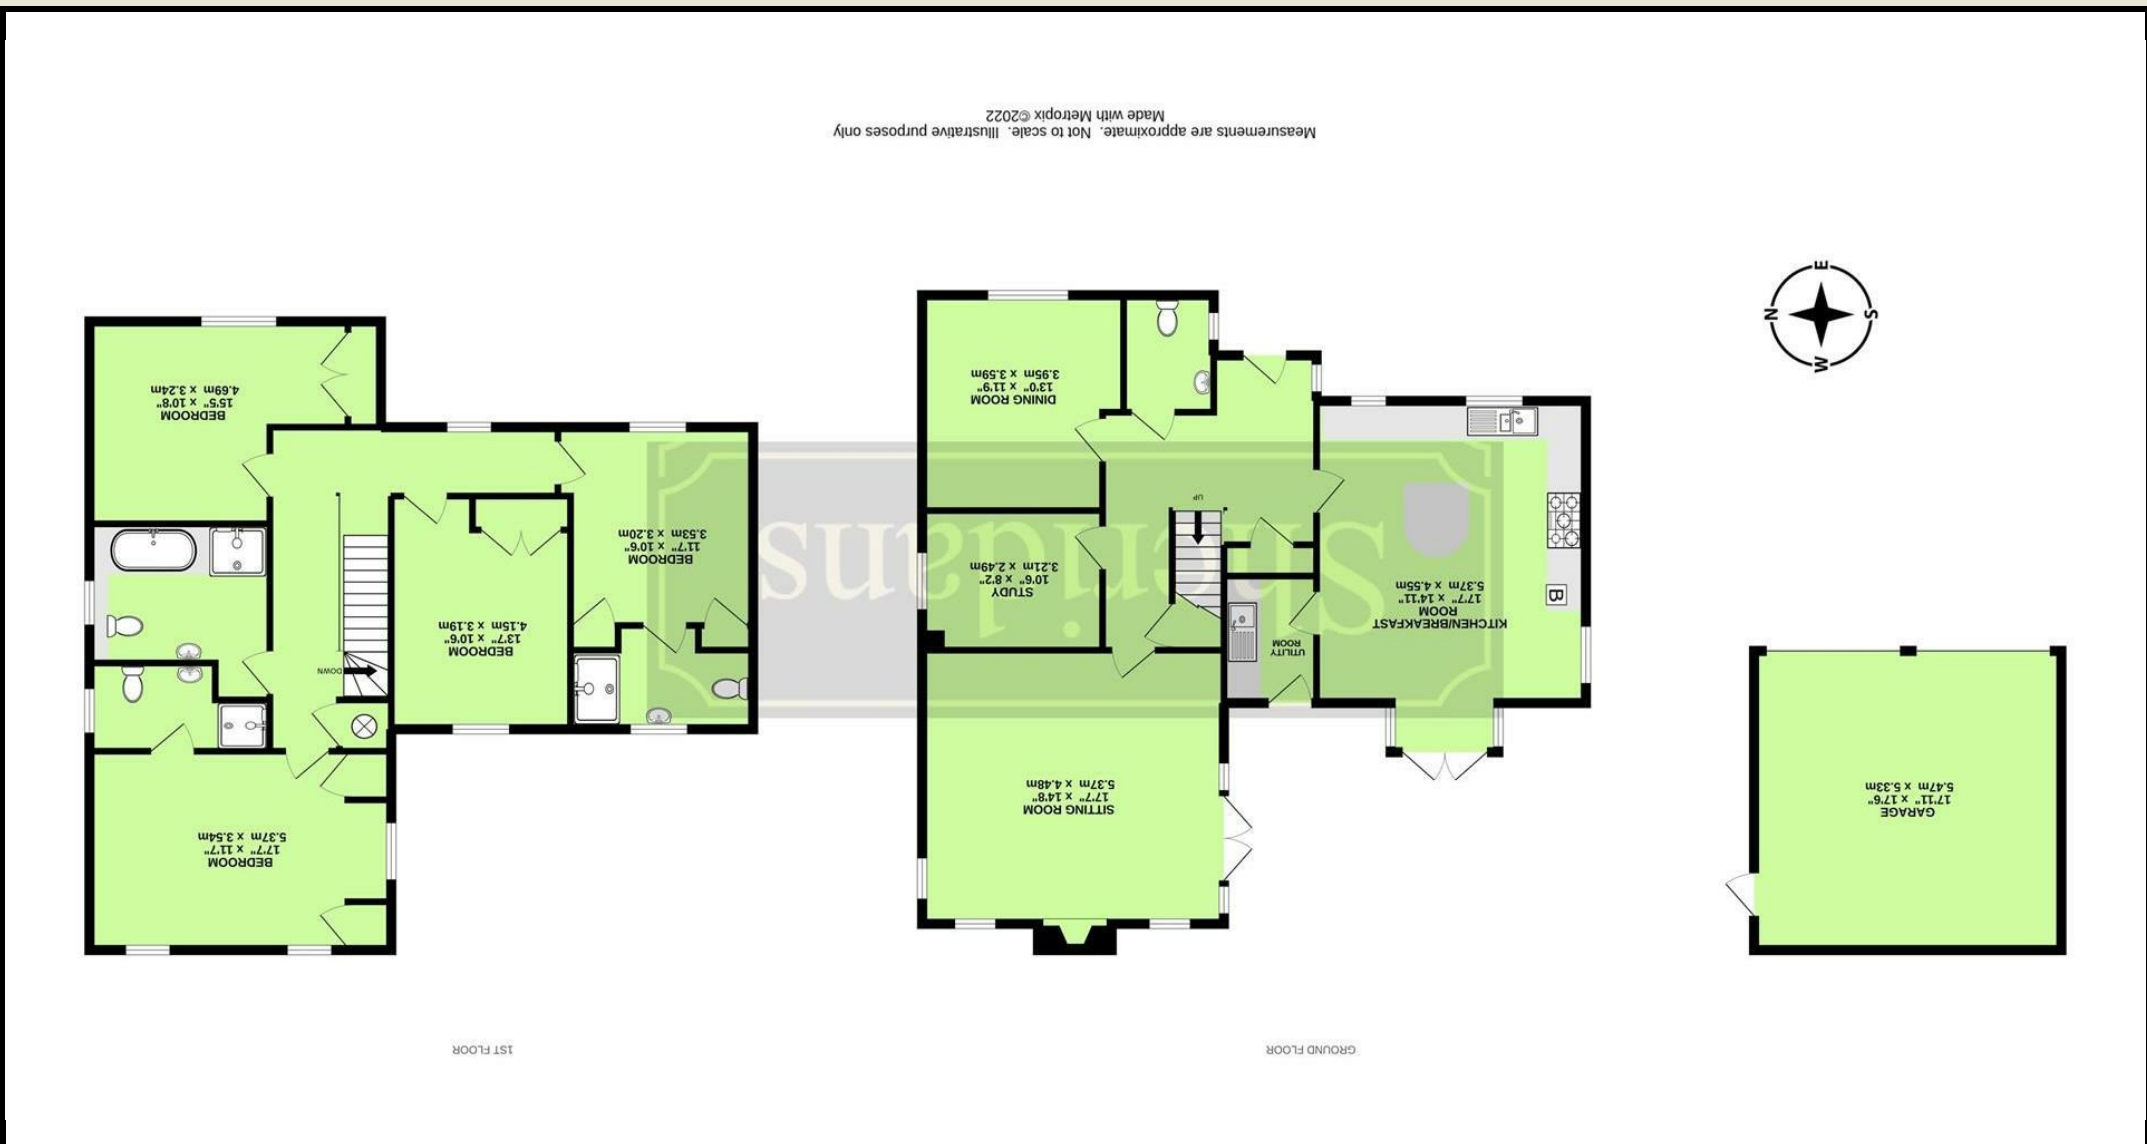 GROUND FLOOR
1ST FLOOR
GARAGE
17'11" x 17'6"
5.47m x 5.33m
SITTING ROOM
17'7" x 14'8"
5.37m x 4.48m
BEDROOM
17'7" x 11'7"
5.37m x 3.54m
UTILITY
ROOM
KITCHEN/BREAKFAST
ROOM
17'7" x 14'11"
5.37m x 4.55m
B
STUDY
10'6" x 8'2"
3.21m x 2.49m
UP
DOWN
BEDROOM
13'7" x 10'6"
4.15m x 3.19m
BEDROOM
11'7" x 10'6"
3.53m x 3.20m
DINING ROOM
13'0" x 11'9"
3.95m x 3.59m
BEDROOM
15'5" x 10'8"
4.69m x 3.24m
Sheridans
W
S
N
E
Measurements are approximate. Not to scale. Illustrative purposes only
Made with Metropix ©2022